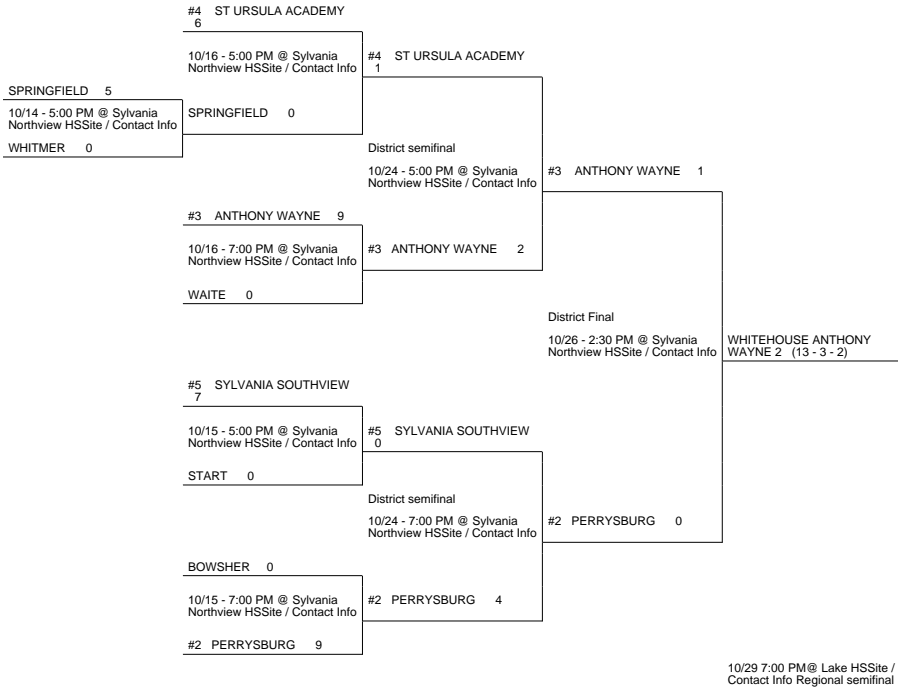 #4 ST URSULA ACADEMY
6
10/16 - 5:00 PM @ Sylvania
Northview HSSite / Contact Info
#4 ST URSULA ACADEMY
1
SPRINGFIELD 5
10/14 - 5:00 PM @ Sylvania
Northview HSSite / Contact Info
SPRINGFIELD 0
WHITMER 0
District semifinal
10/24 - 5:00 PM @ Sylvania
Northview HSSite / Contact Info
#3 ANTHONY WAYNE 1
#3 ANTHONY WAYNE 9
10/16 - 7:00 PM @ Sylvania
Northview HSSite / Contact Info
#3 ANTHONY WAYNE 2
WAITE 0
District Final
10/26 - 2:30 PM @ Sylvania
Northview HSSite / Contact Info
WHITEHOUSE ANTHONY
WAYNE 2 (13 - 3 - 2)
#5 SYLVANIA SOUTHVIEW
7
10/15 - 5:00 PM @ Sylvania
Northview HSSite / Contact Info
#5 SYLVANIA SOUTHVIEW
0
START 0
District semifinal
10/24 - 7:00 PM @ Sylvania
Northview HSSite / Contact Info
#2 PERRYSBURG 0
BOWSHER 0
10/15 - 7:00 PM @ Sylvania
Northview HSSite / Contact Info
#2 PERRYSBURG 4
#2 PERRYSBURG 9
10/29 7:00 PM@ Lake HSSite /
Contact Info Regional semifinal